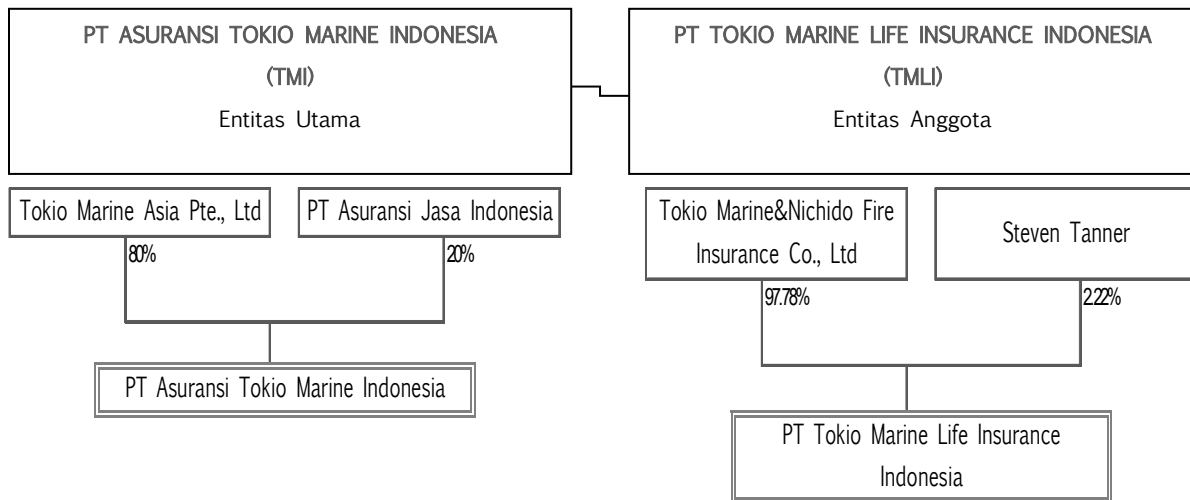 PT ASURANSI TOKIO MARINE INDONESIA
(TMI)
Entitas Utama
PT TOKIO MARINE LIFE INSURANCE INDONESIA
(TMLI)
Entitas Anggota
Tokio Marine Asia Pte., Ltd
PT Asuransi Jasa Indonesia
80%
20%
PT Asuransi Tokio Marine Indonesia
Tokio Marine&Nichido Fire
Insurance Co., Ltd
Steven Tanner
97.78%
2.22%
PT Tokio Marine Life Insurance
Indonesia